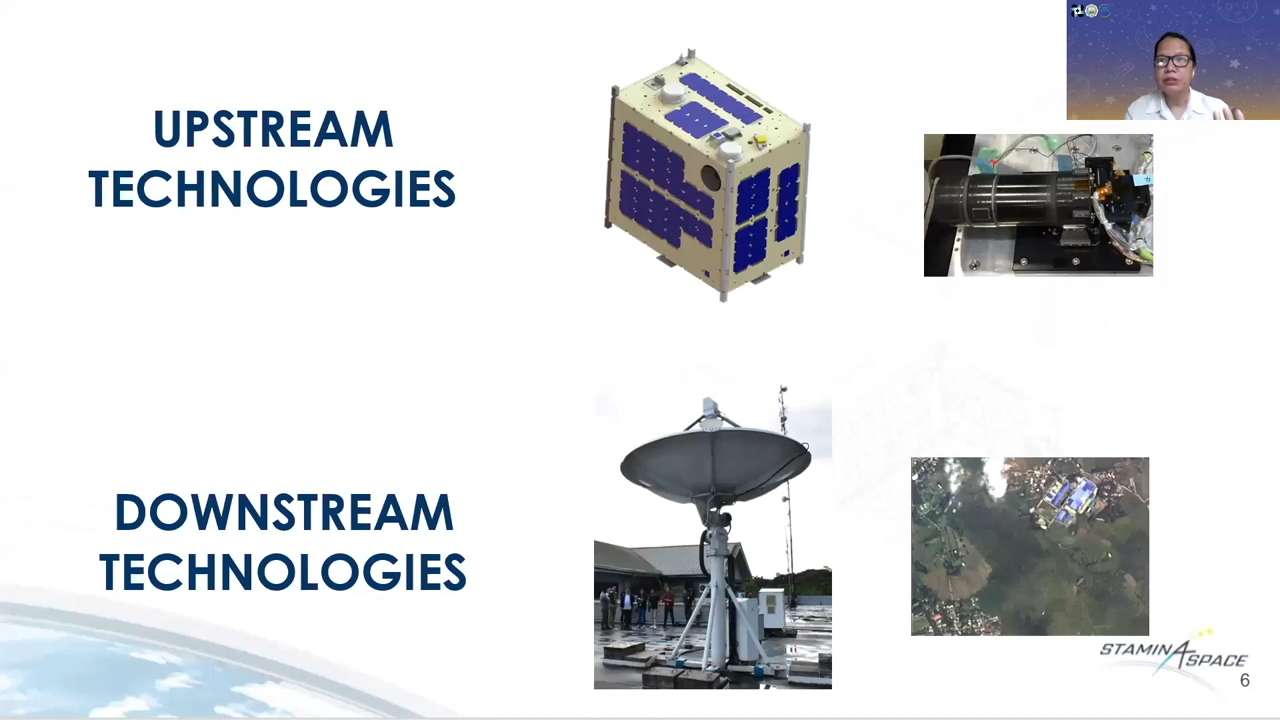 UPSTREAM
TECHNOLOGIES
DOWNSTREAM
TECHNOLOGIES
STAMINA4SPACE
6